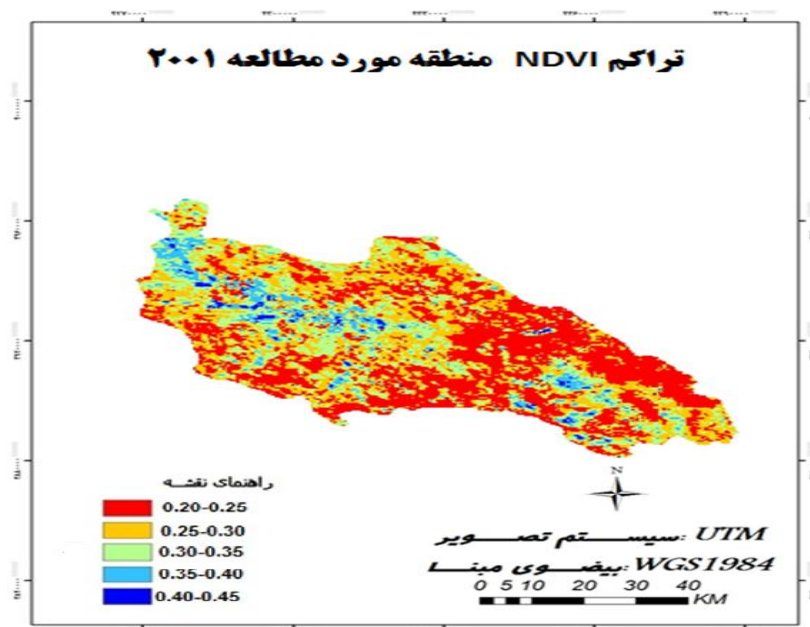 تراکم NDVI منطقه مورد مطالعه ۲۰۰۱
راهنمای نقشه
0.20-0.25
0.25-0.30
0.30-0.35
0.35-0.40
0.40-0.45
N
سیستم تصویر: UTM
بیضوی مبنا: WGS1984
0 5 10 20 30 40
KM